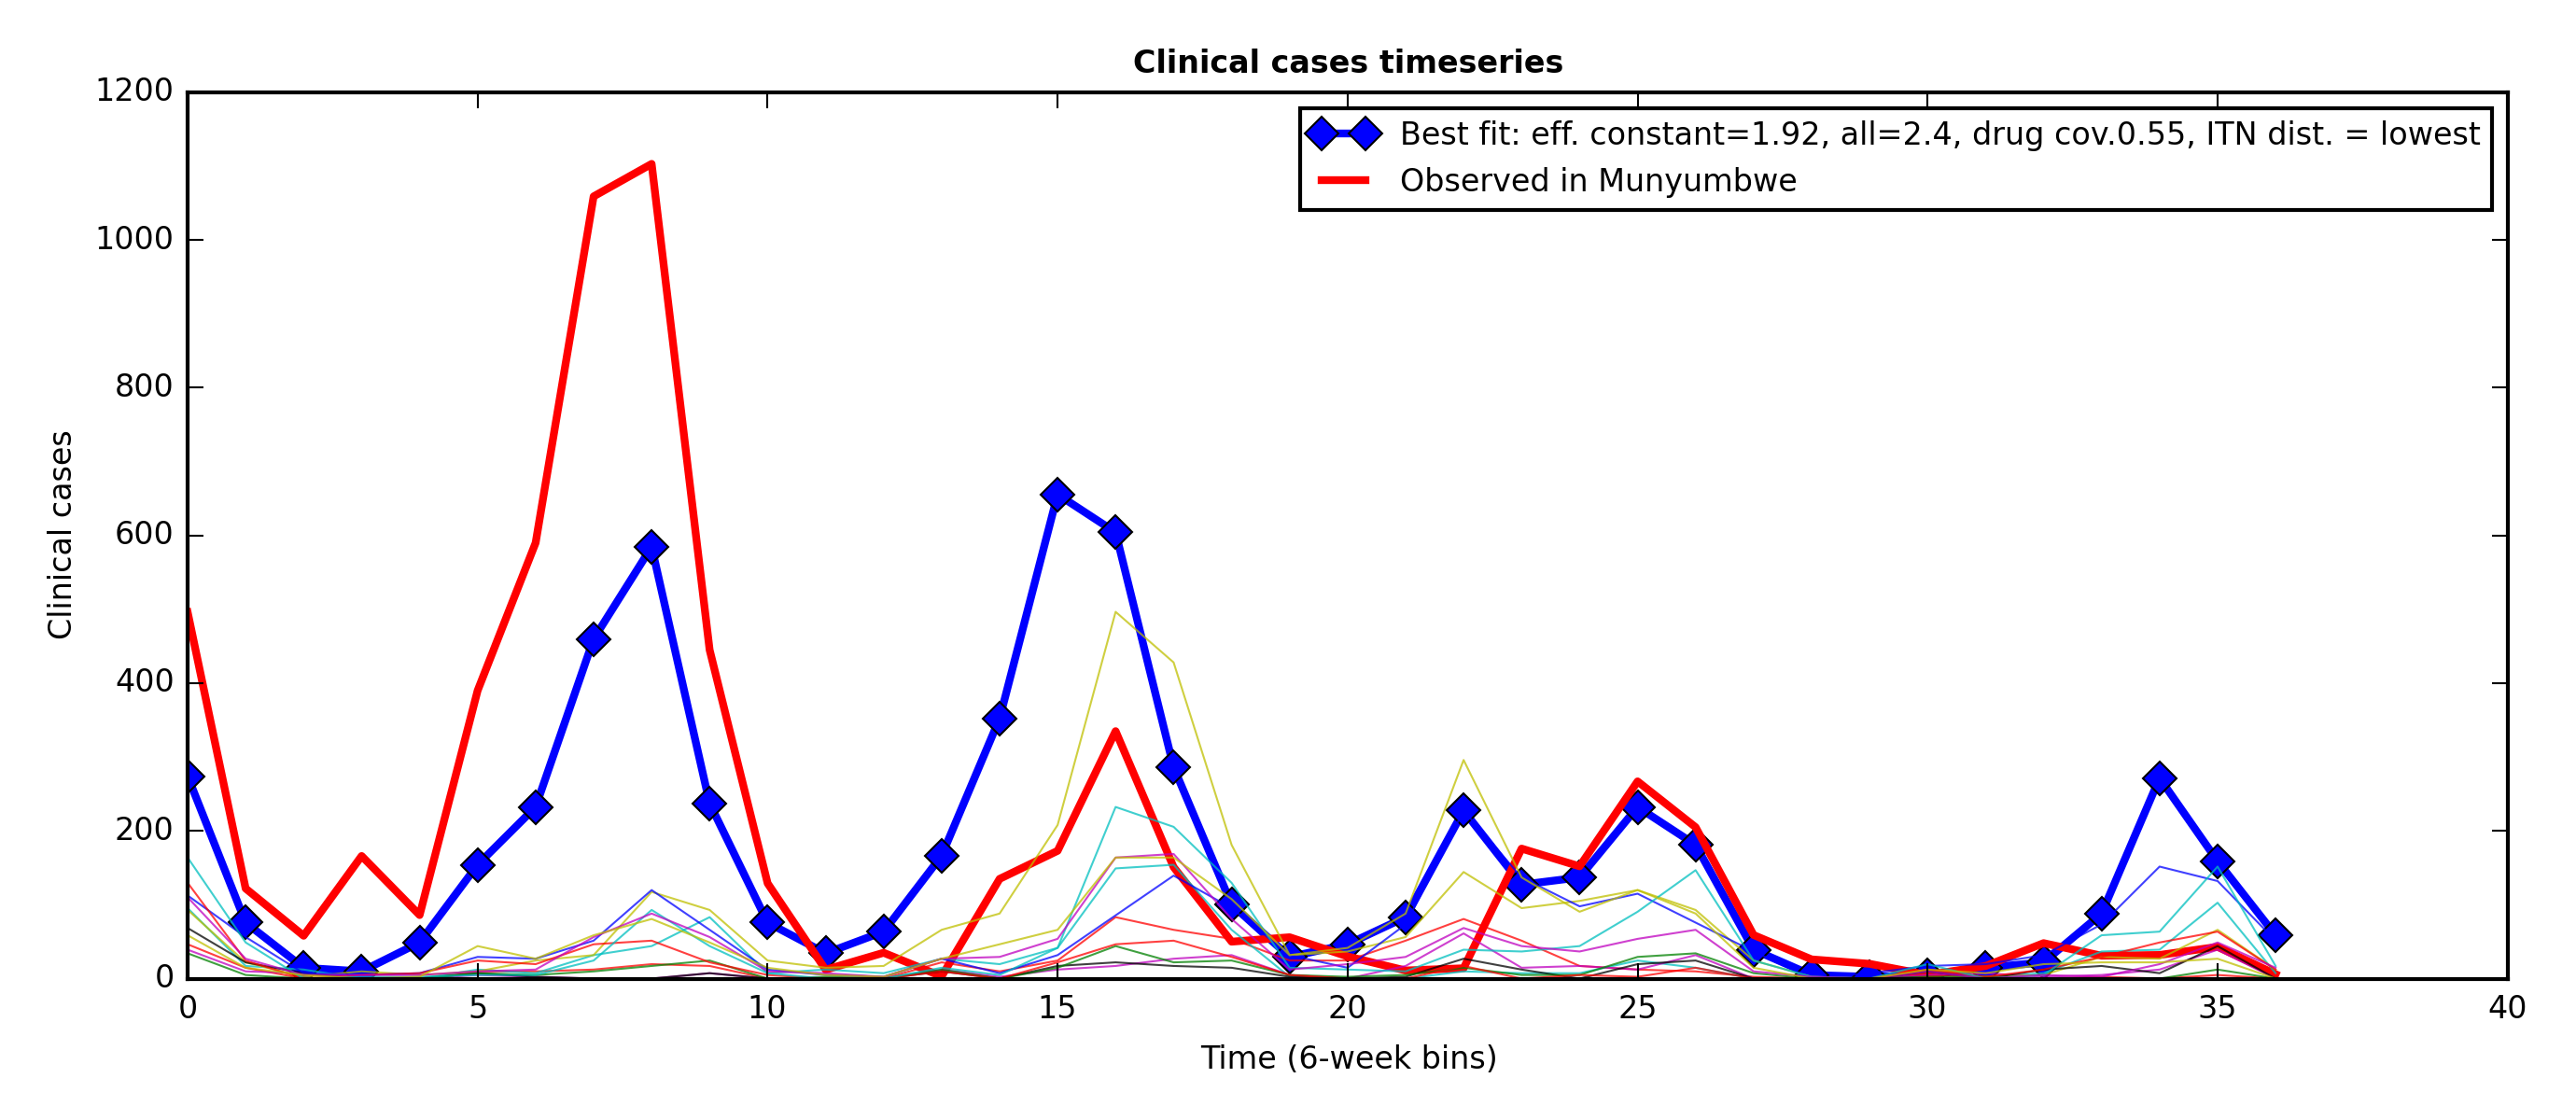 Clinical cases timeseries
1200
1000
800
600
400
200
0
Clinical cases
Best fit: eff. constant=1.92, all=2.4, drug cov.0.55, ITN dist. = lowest
Observed in Munyumbwe
0 5 10 15 20 25 30 35 40
Time (6-week bins)